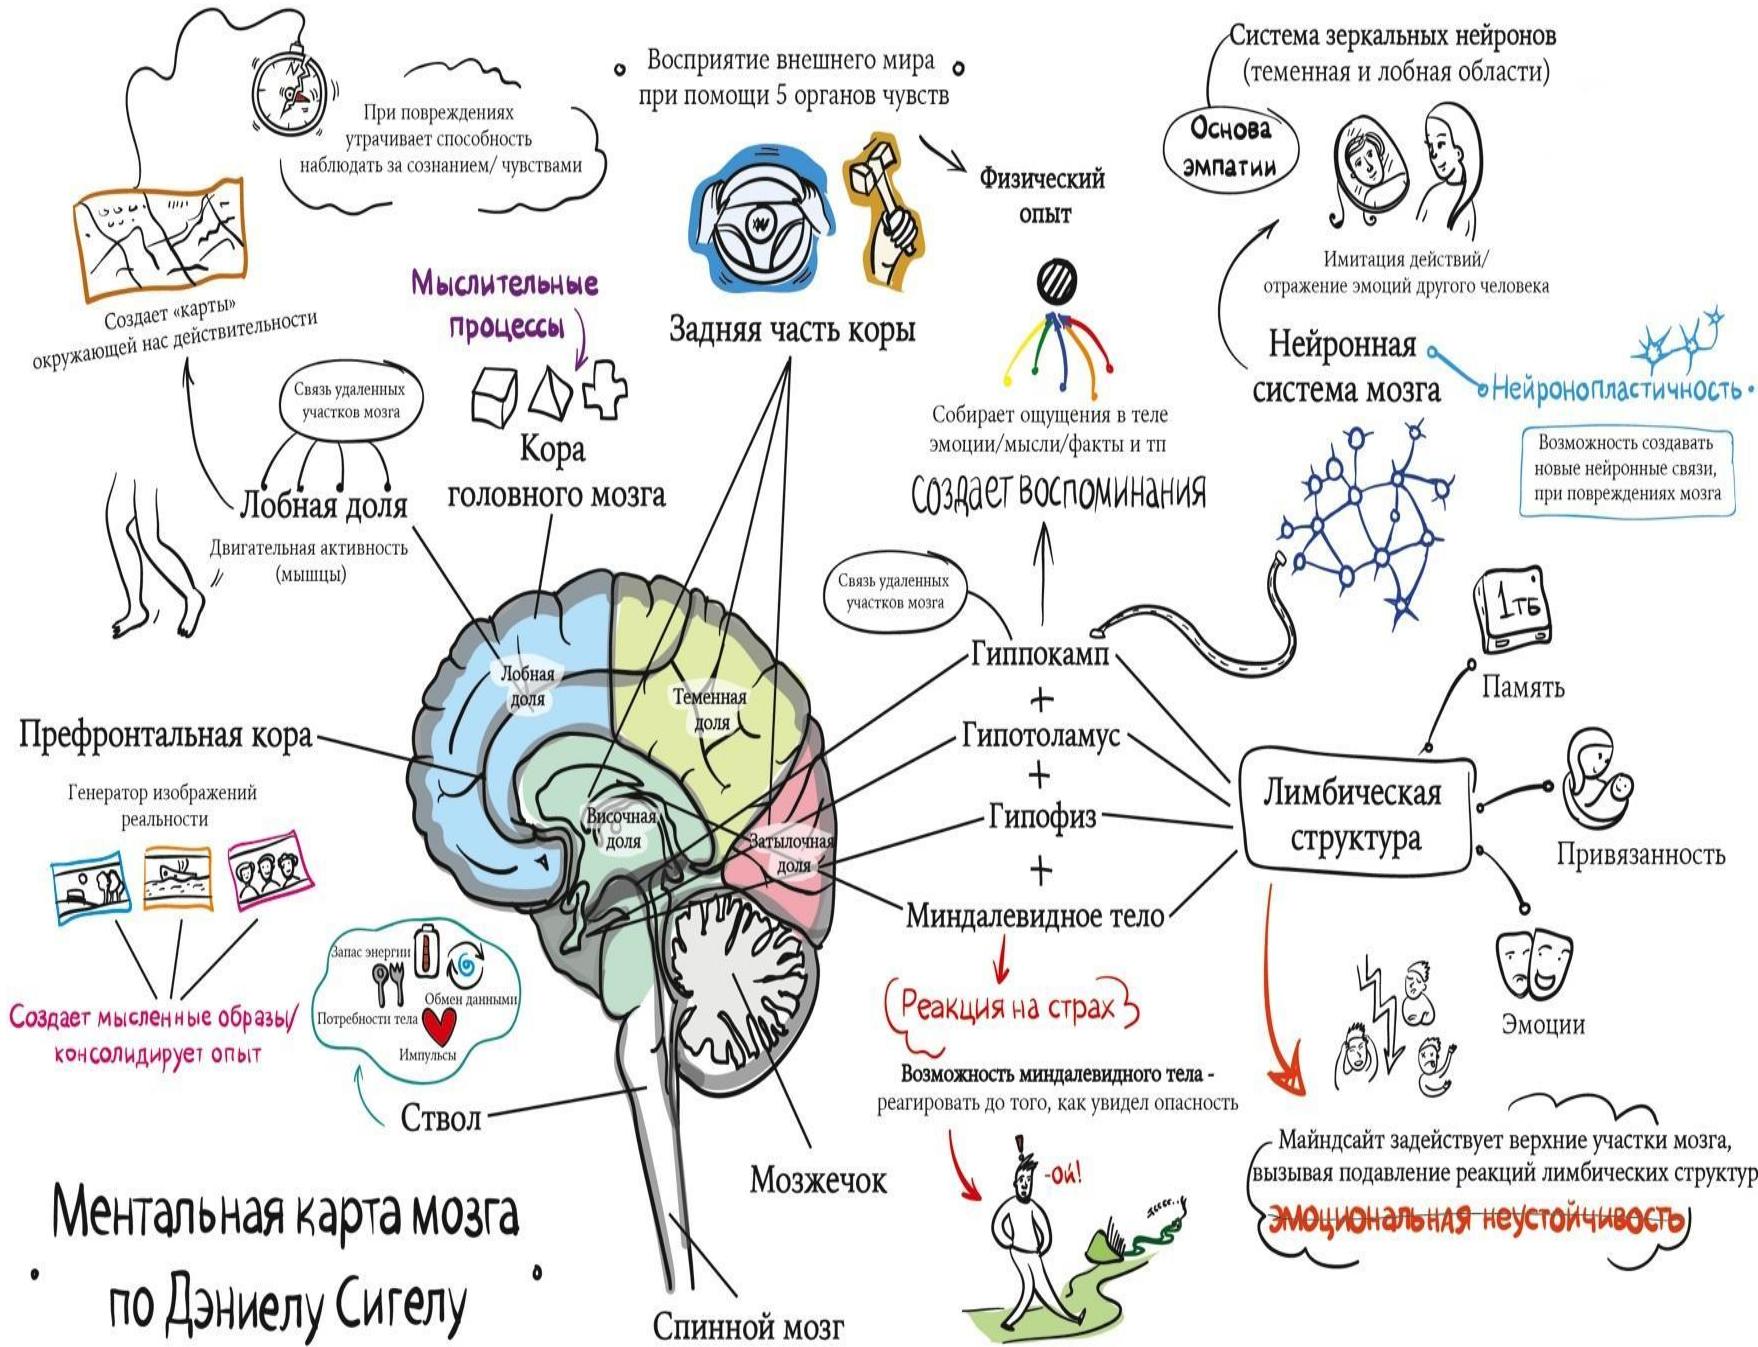 При повреждениях
утрачивает способность
наблюдать за сознанием/ чувствами
Создает «карты»
окружающей нас действительности
Связь удаленных
участков мозга
Лобная доля
Двигательная активность
(мышцы)
Мыслительные
процессы
Кора
головного мозга
Восприятие внешнего мира
при помощи 5 органов чувств
Задняя часть коры
Физический
опыт
Собирает ощущения в теле
эмоции/мысли/факты и тп
Создает воспоминания
Система зеркальных нейронов
(теменная и лобная области)
Основа
эмпатии
Имитация действий/
отражение эмоций другого человека
Нейронная
система мозга
Нейронопластичность
Возможность создавать
новые нейронные связи,
при повреждениях мозга
Связь удаленных
участков мозга
Гиппокамп
+
Гипотоламус
+
Гипофиз
+
Миндалевидное тело
Лимбическая
структура
1ТБ
Память
Привязанность
Эмоции
Лобная
доля
Теменная
доля
Височная
доля
Затылочная
доля
Префронтальная кора
Генератор изображений
реальности
Создает мысленные образы/
консолидирует опыт
Запас энергии
Обмен данными
Потребности тела
Импульсы
Ствол
Мозжечок
Спинной мозг
Реакция на страх
Возможность миндалевидного тела -
реагировать до того, как увидел опасность
-Ой!
Майндсайт задействует верхние участки мозга,
вызывая подавление реакций лимбических структур
Эмоциональная неустойчивость
Ментальная карта мозга
по Дэниелу Сигелу